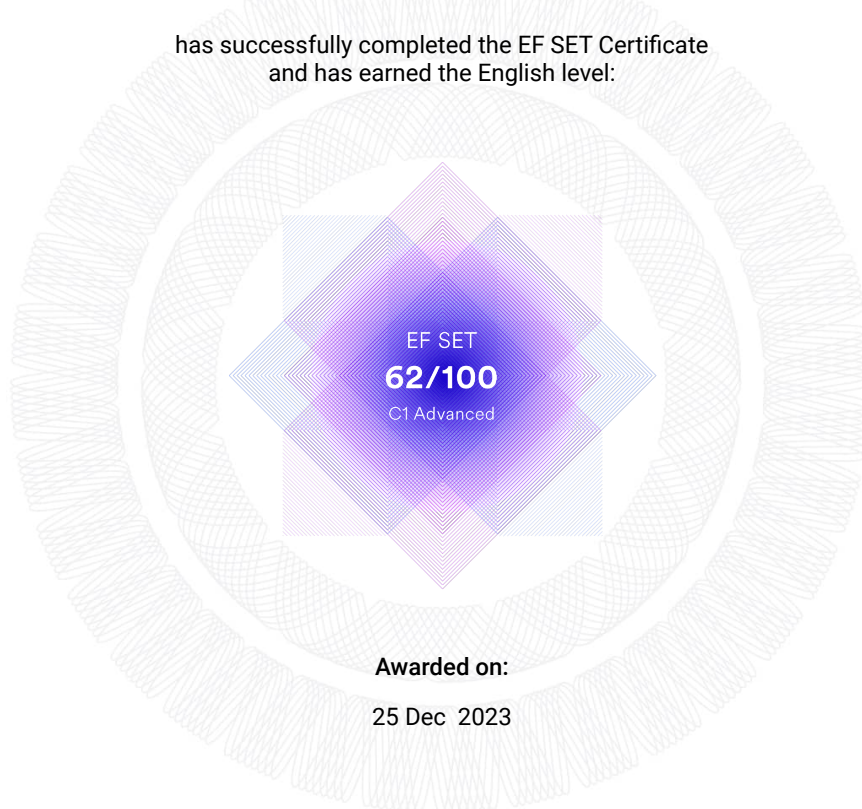 has successfully completed the EF SET Certificate
and has earned the English level:
EF SET
62/100
C1 Advanced
Awarded on:
25 Dec 2023